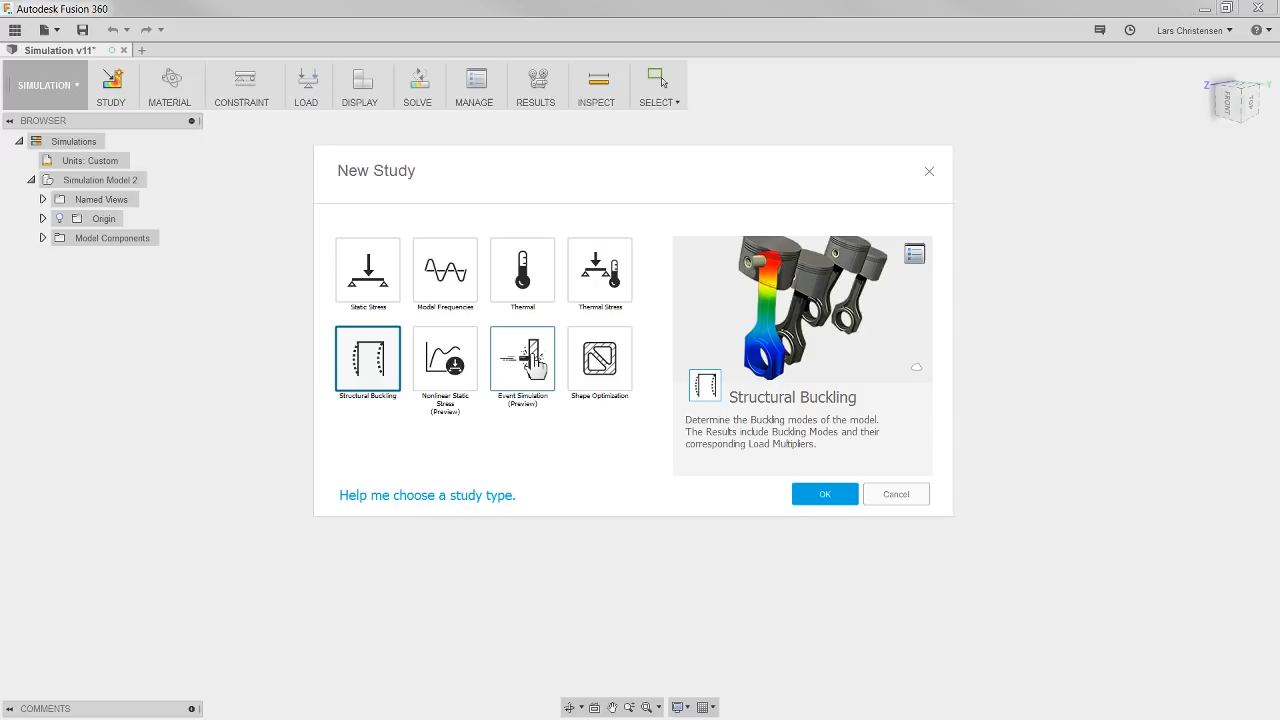 Autodesk Fusion 360
Lars Christensen
Simulation v11*
SIMULATION
STUDY
MATERIAL
CONSTRAINT
LOAD
DISPLAY
SOLVE
MANAGE
RESULTS
INSPECT
SELECT
Z
Y
FRONT
TOP
BROWSER
Simulations
Units: Custom
Simulation Model 2
Named Views
Origin
Model Components
New Study
Static Stress
Modal Frequencies
Thermal
Thermal Stress
Structural Buckling
Nonlinear Static
Stress
(Preview)
Event Simulation
(Preview)
Shape Optimization
Structural Buckling
Determine the Buckling modes of the model.
The Results include Buckling Modes and their
corresponding Load Multipliers.
Help me choose a study type.
OK
Cancel
COMMENTS